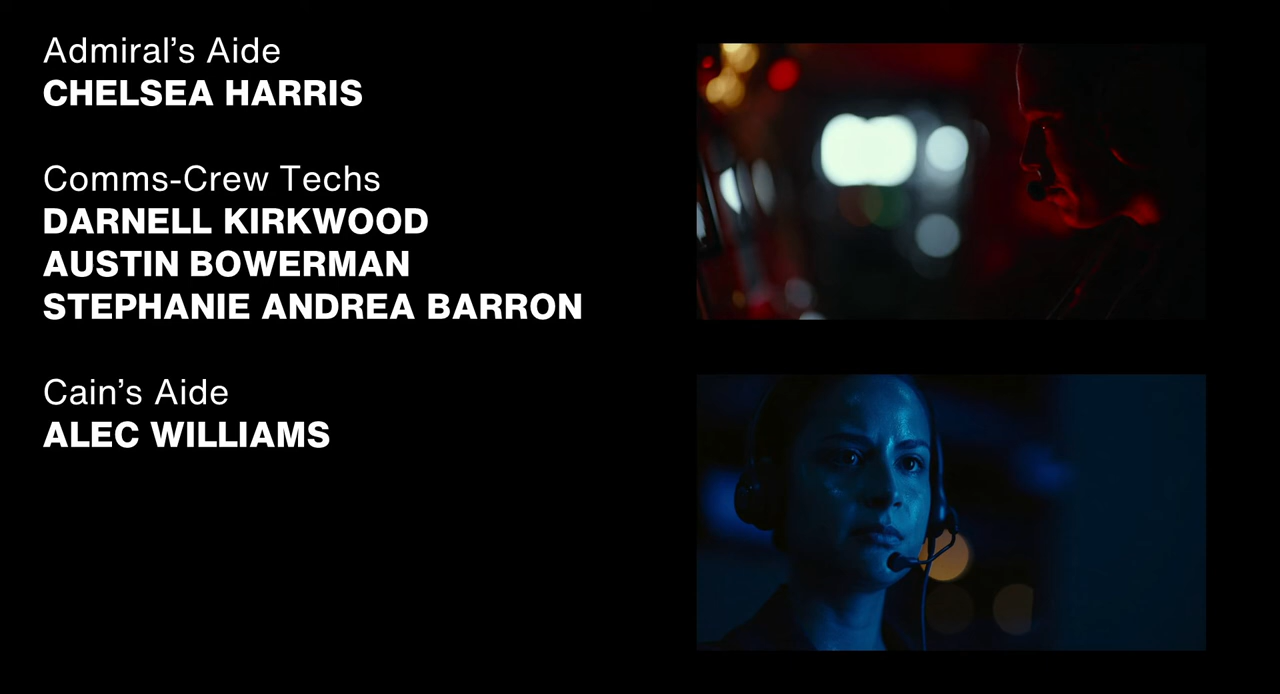 Admiral’s Aide
CHELSEA HARRIS
Comms-Crew Techs
DARNELL KIRKWOOD
AUSTIN BOWERMAN
STEPHANIE ANDREA BARRON
Cain’s Aide
ALEC WILLIAMS